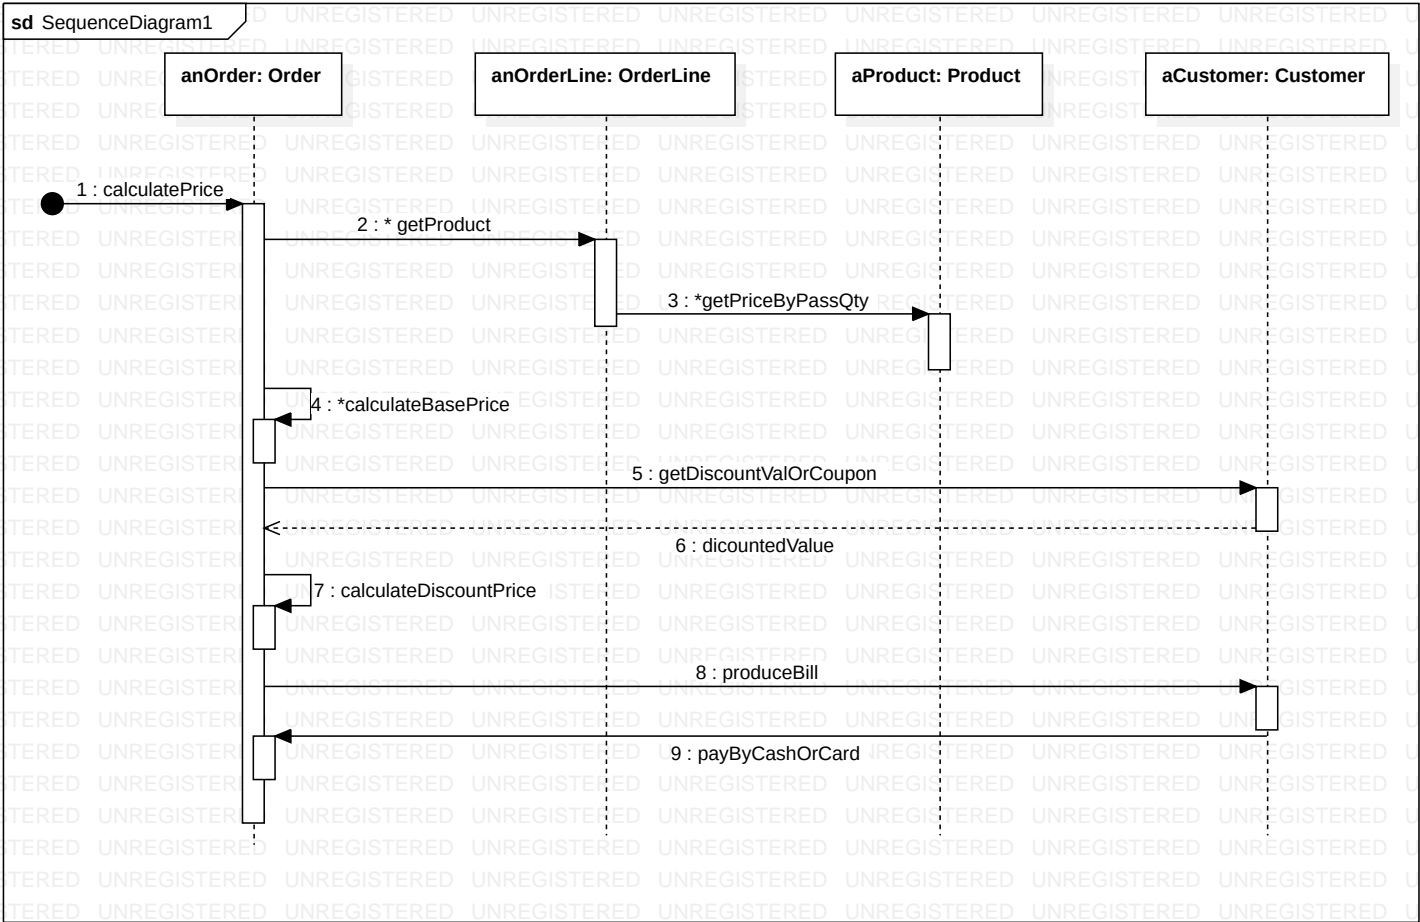 sd SequenceDiagram1
anOrder: Order
anOrderLine: OrderLine
aProduct: Product
aCustomer: Customer
1 : calculatePrice
2 : * getProduct
3 : *getPriceByPassQty
4 : *calculateBasePrice
5 : getDiscountValOrCoupon
6 : dicountedValue
7 : calculateDiscountPrice
8 : produceBill
9 : payByCashOrCard
UNREGISTERED